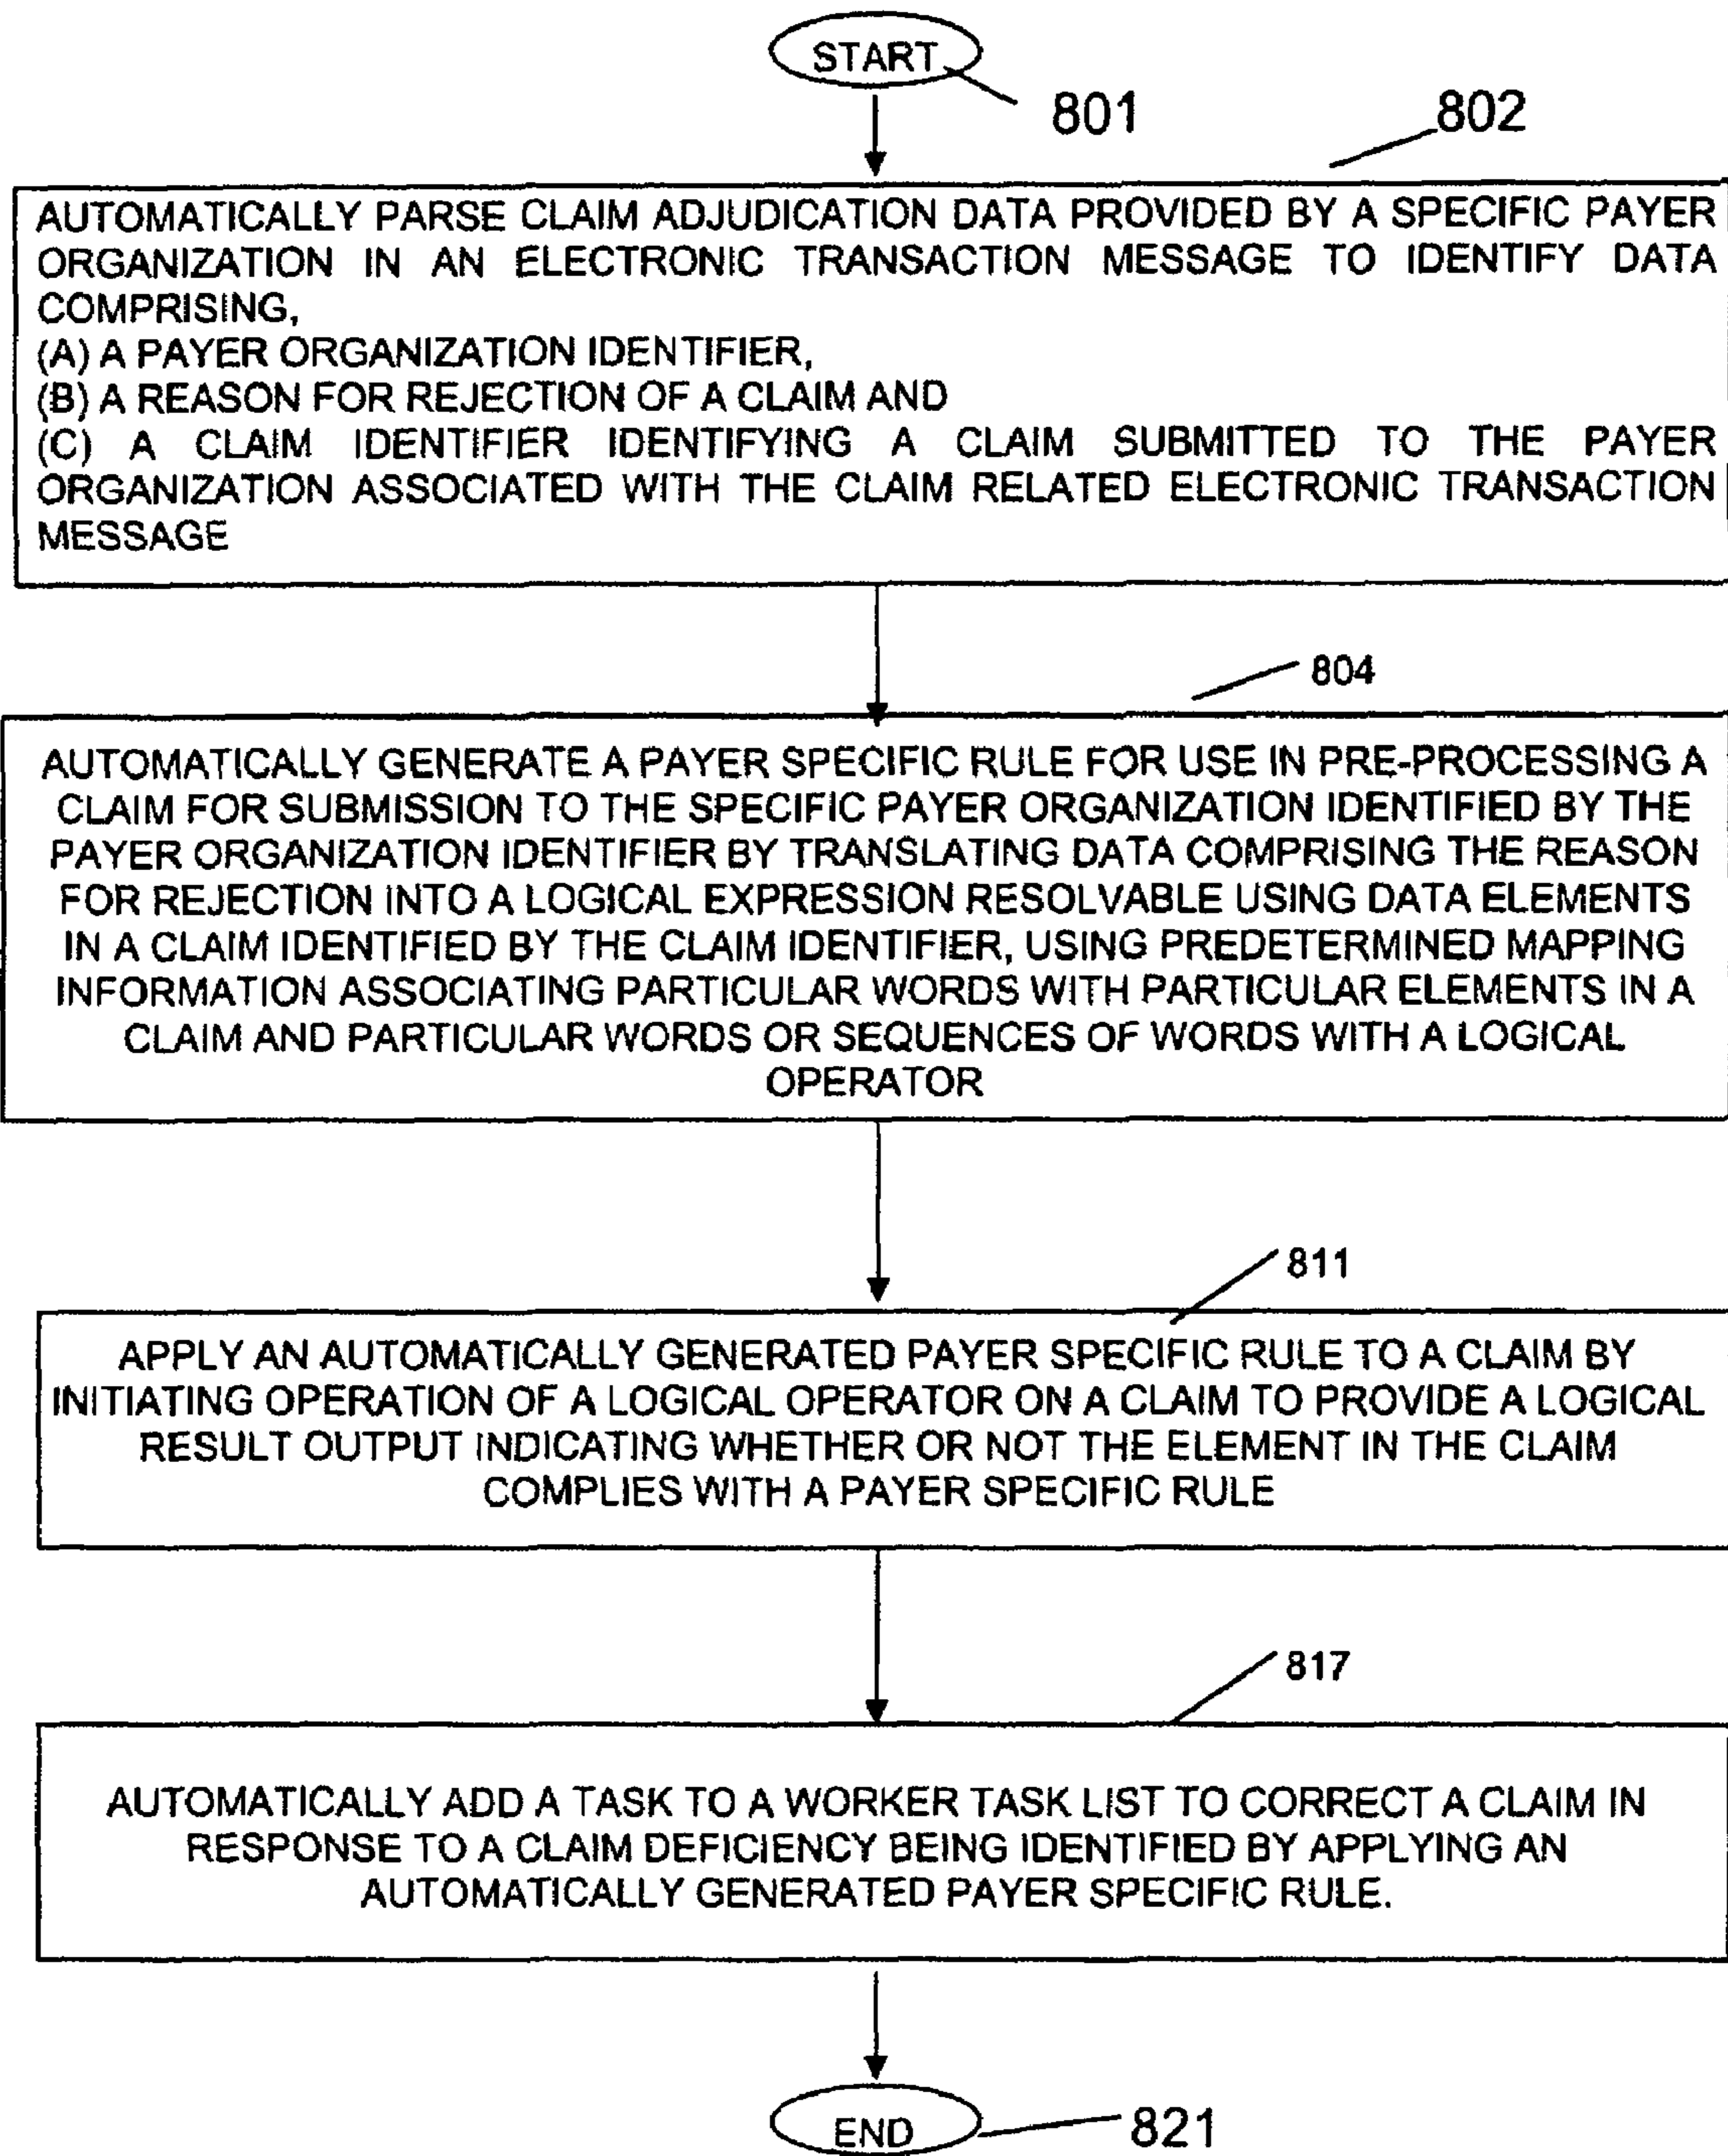 START
801
802
AUTOMATICALLY PARSE CLAIM ADJUDICATION DATA PROVIDED BY A SPECIFIC PAYER
ORGANIZATION IN AN ELECTRONIC TRANSACTION MESSAGE TO IDENTIFY DATA
COMPRISING,
(A) A PAYER ORGANIZATION IDENTIFIER,
(B) A REASON FOR REJECTION OF A CLAIM AND
(C) A CLAIM IDENTIFIER IDENTIFYING A CLAIM SUBMITTED TO THE PAYER
ORGANIZATION ASSOCIATED WITH THE CLAIM RELATED ELECTRONIC TRANSACTION
MESSAGE
804
AUTOMATICALLY GENERATE A PAYER SPECIFIC RULE FOR USE IN PRE-PROCESSING A
CLAIM FOR SUBMISSION TO THE SPECIFIC PAYER ORGANIZATION IDENTIFIED BY THE
PAYER ORGANIZATION IDENTIFIER BY TRANSLATING DATA COMPRISING THE REASON
FOR REJECTION INTO A LOGICAL EXPRESSION RESOLVABLE USING DATA ELEMENTS
IN A CLAIM IDENTIFIED BY THE CLAIM IDENTIFIER, USING PREDETERMINED MAPPING
INFORMATION ASSOCIATING PARTICULAR WORDS WITH PARTICULAR ELEMENTS IN A
CLAIM AND PARTICULAR WORDS OR SEQUENCES OF WORDS WITH A LOGICAL
OPERATOR
811
APPLY AN AUTOMATICALLY GENERATED PAYER SPECIFIC RULE TO A CLAIM BY
INITIATING OPERATION OF A LOGICAL OPERATOR ON A CLAIM TO PROVIDE A LOGICAL
RESULT OUTPUT INDICATING WHETHER OR NOT THE ELEMENT IN THE CLAIM
COMPLIES WITH A PAYER SPECIFIC RULE
817
AUTOMATICALLY ADD A TASK TO A WORKER TASK LIST TO CORRECT A CLAIM IN
RESPONSE TO A CLAIM DEFICIENCY BEING IDENTIFIED BY APPLYING AN
AUTOMATICALLY GENERATED PAYER SPECIFIC RULE.
END
821